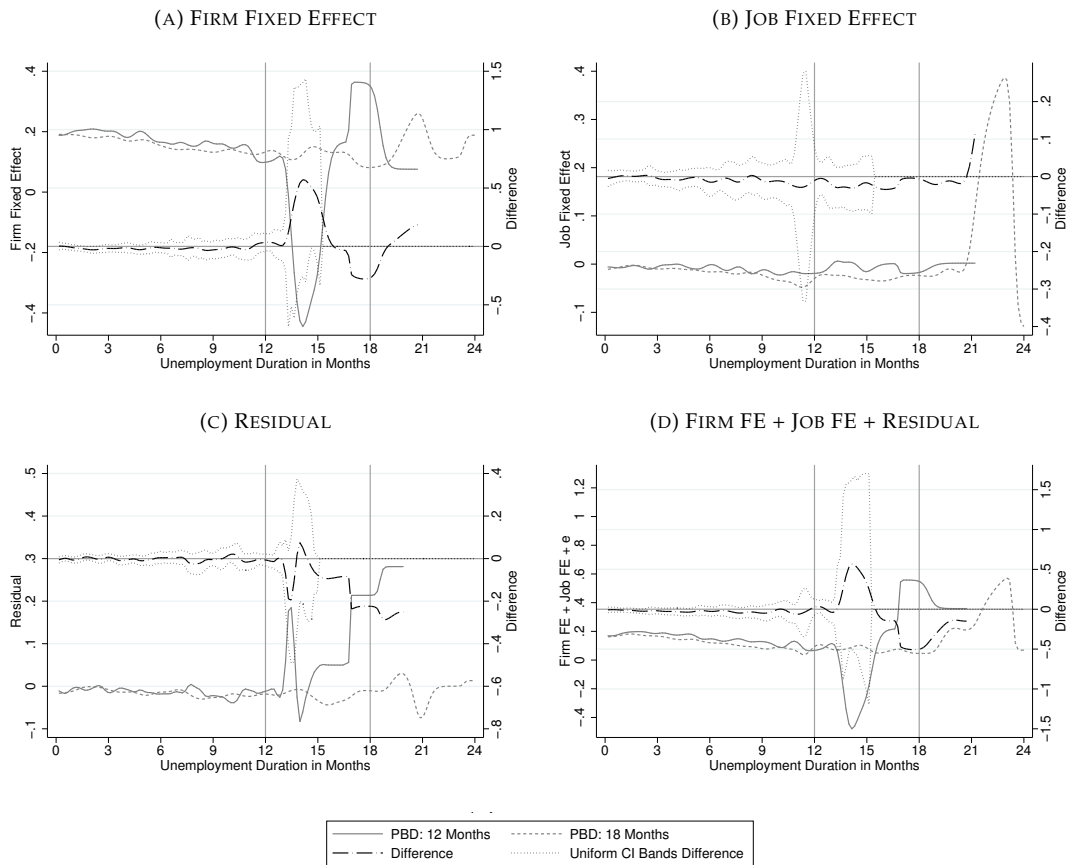 (A) FIRM FIXED EFFECT
.4
.2
0
-.2
-.4
Firm Fixed Effect
1.5
1
.5
0
-.5
Difference
0 3 6 9 12 15 18 21 24
Unemployment Duration in Months
(B) JOB FIXED EFFECT
.4
.3
.2
.1
0
-.1
Job Fixed Effect
.2
.1
0
-.1
-.2
-.3
-.4
Difference
0 3 6 9 12 15 18 21 24
Unemployment Duration in Months
(C) RESIDUAL
.5
.4
.3
.2
.1
0
-.1
Residual
.4
.2
0
-.2
-.4
-.6
-.8
Difference
0 3 6 9 12 15 18 21 24
Unemployment Duration in Months
(D) FIRM FE + JOB FE + RESIDUAL
1.2
1
.8
.6
.4
.2
0
-.2
-.4
Firm FE + Job FE + e
1.5
1
.5
0
-.5
-1
-1.5
Difference
0 3 6 9 12 15 18 21 24
Unemployment Duration in Months
PBD: 12 Months PBD: 18 Months
Difference Uniform CI Bands Difference